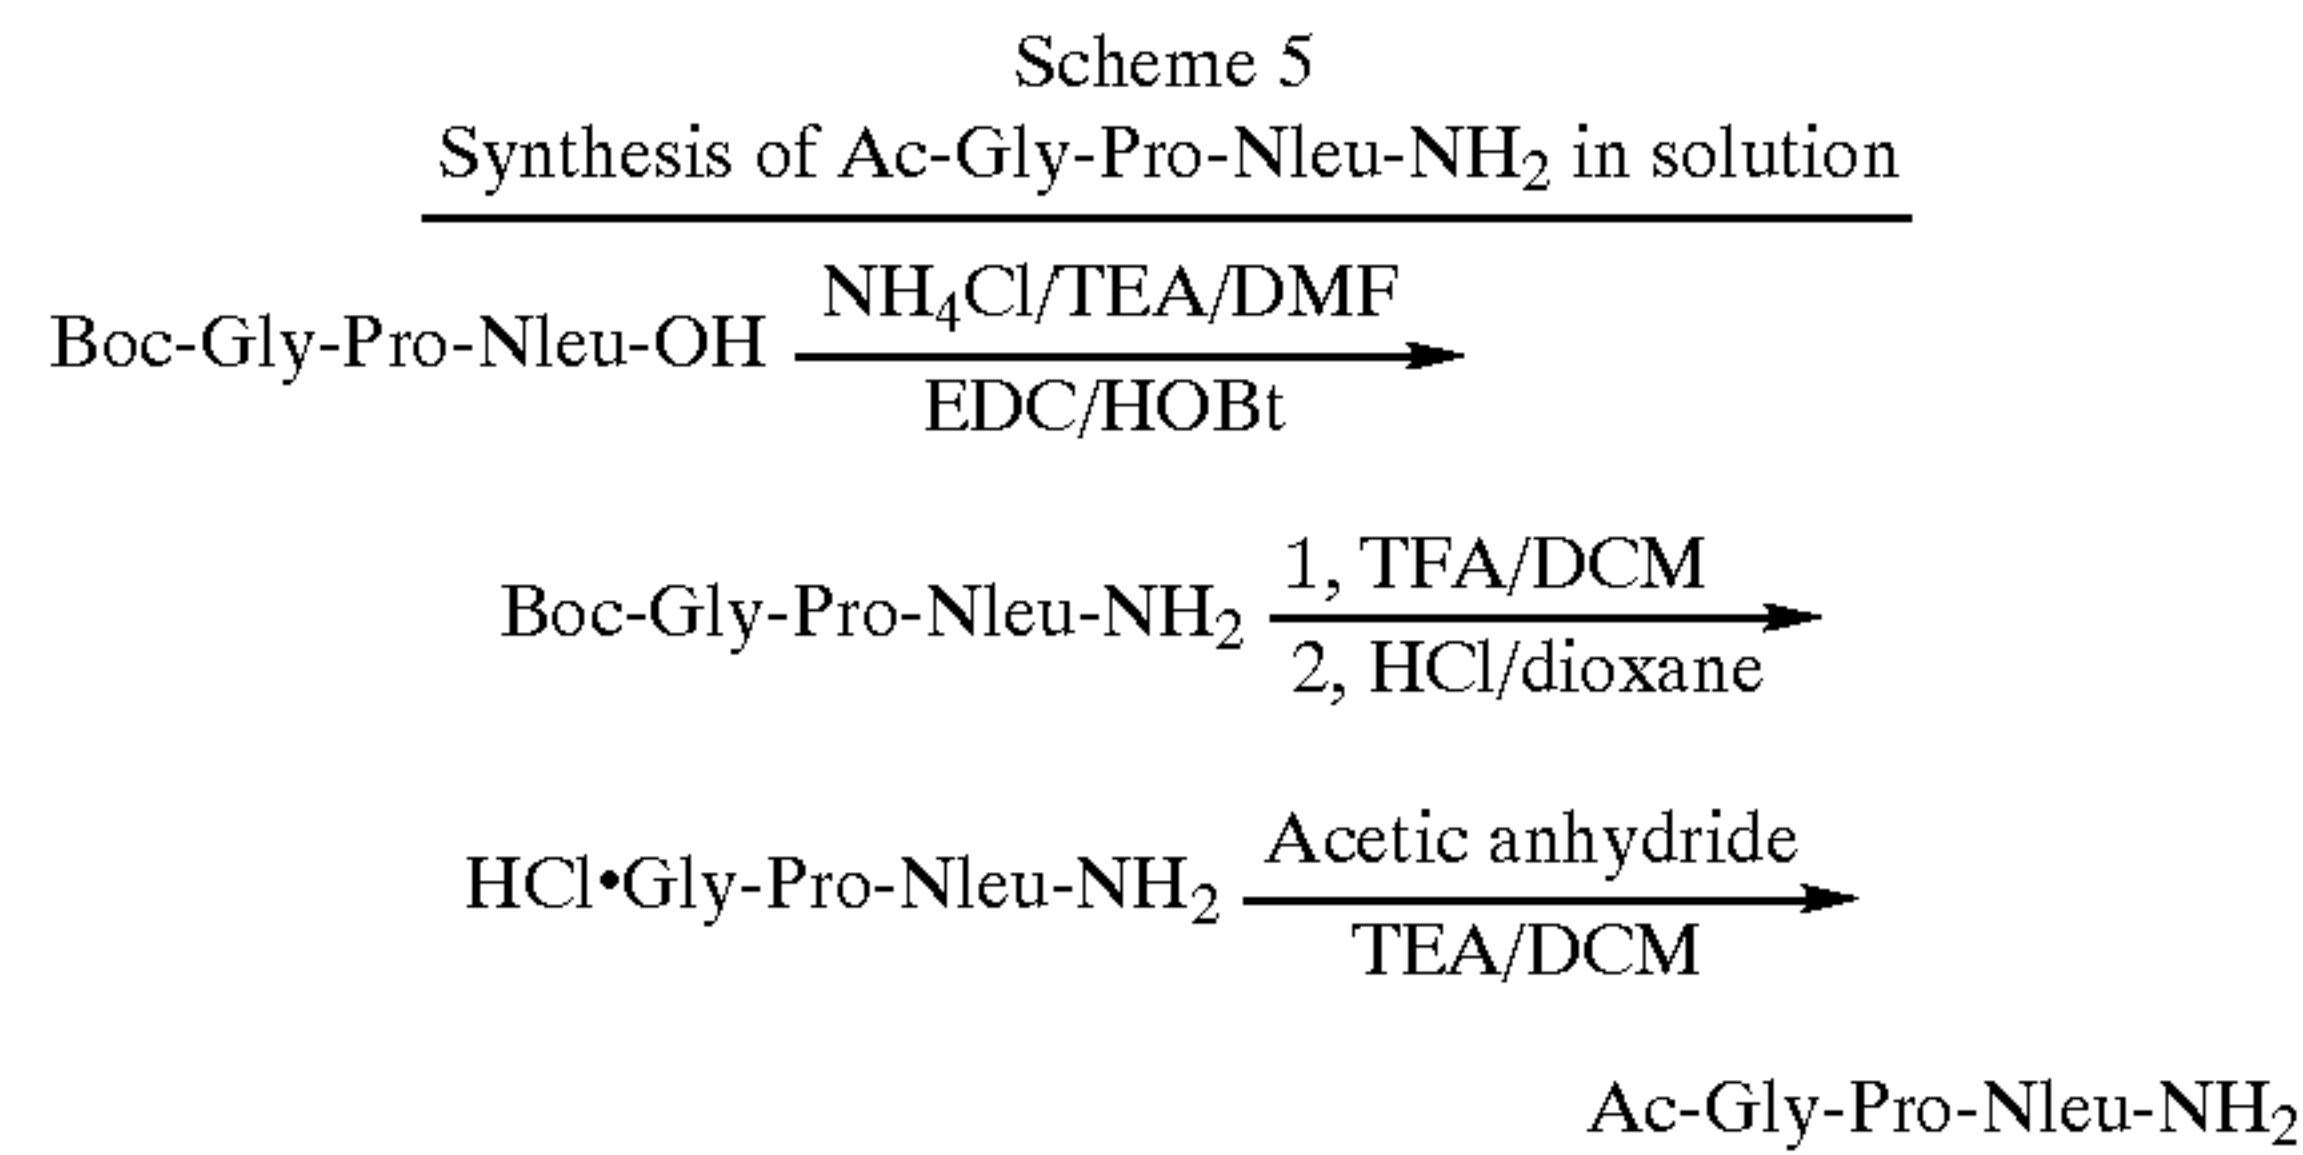 Scheme 5
Synthesis of Ac-Gly-Pro-Nleu-NH₂ in solution
NH₄Cl/TEA/DMF
Boc-Gly-Pro-Nleu-OH
EDC/HOBt
1, TFA/DCM
Boc-Gly-Pro-Nleu-NH₂
2, HCl/dioxane
Acetic anhydride
HCl•Gly-Pro-Nleu-NH₂
TEA/DCM
Ac-Gly-Pro-Nleu-NH₂